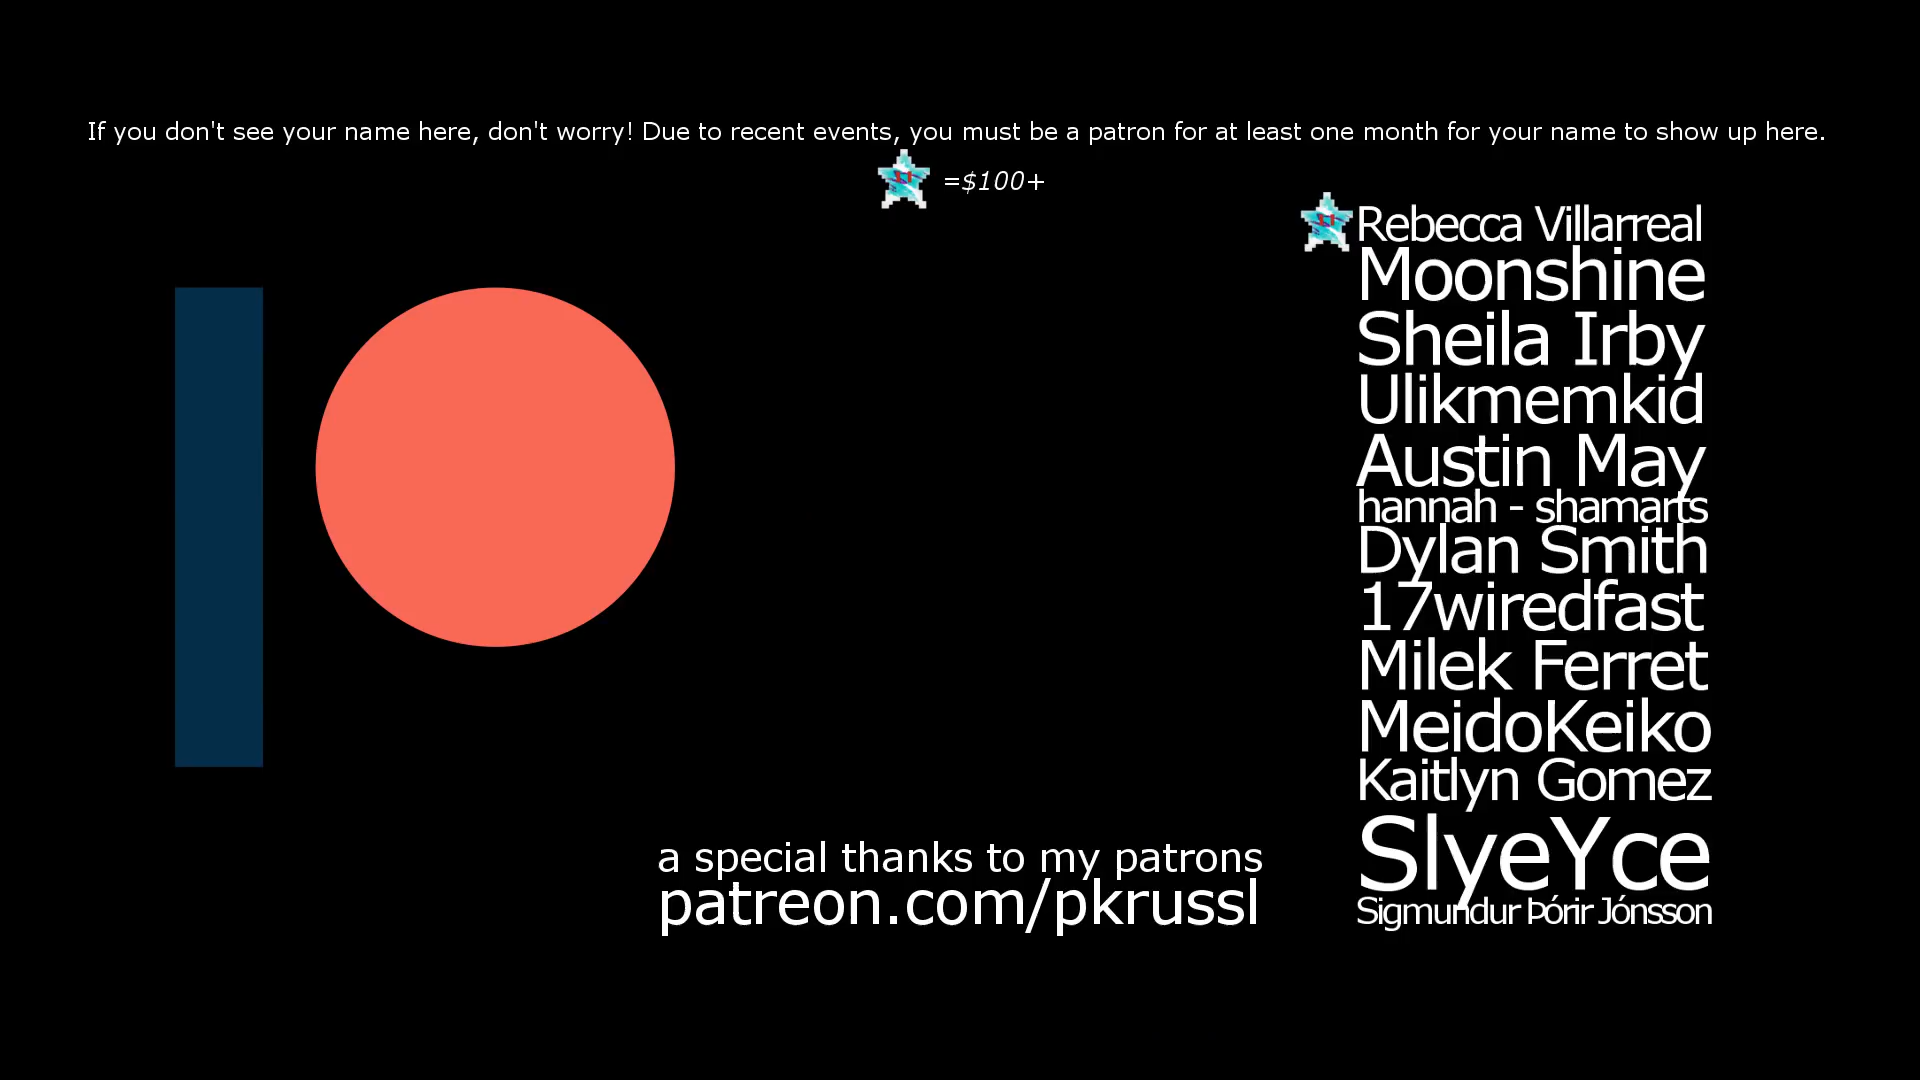 If you don't see your name here, don't worry! Due to recent events, you must be a patron for at least one month for your name to show up here.
=$100+
Rebecca Villarreal
Moonshine
Sheila Irby
Ulikmemkid
Austin May
hannah - shamarts
Dylan Smith
17wiredfast
Milek Ferret
MeidoKeiko
Kaitlyn Gomez
SlyeYce
Sigmundur Þórir Jónsson
a special thanks to my patrons
patreon.com/pkrussl